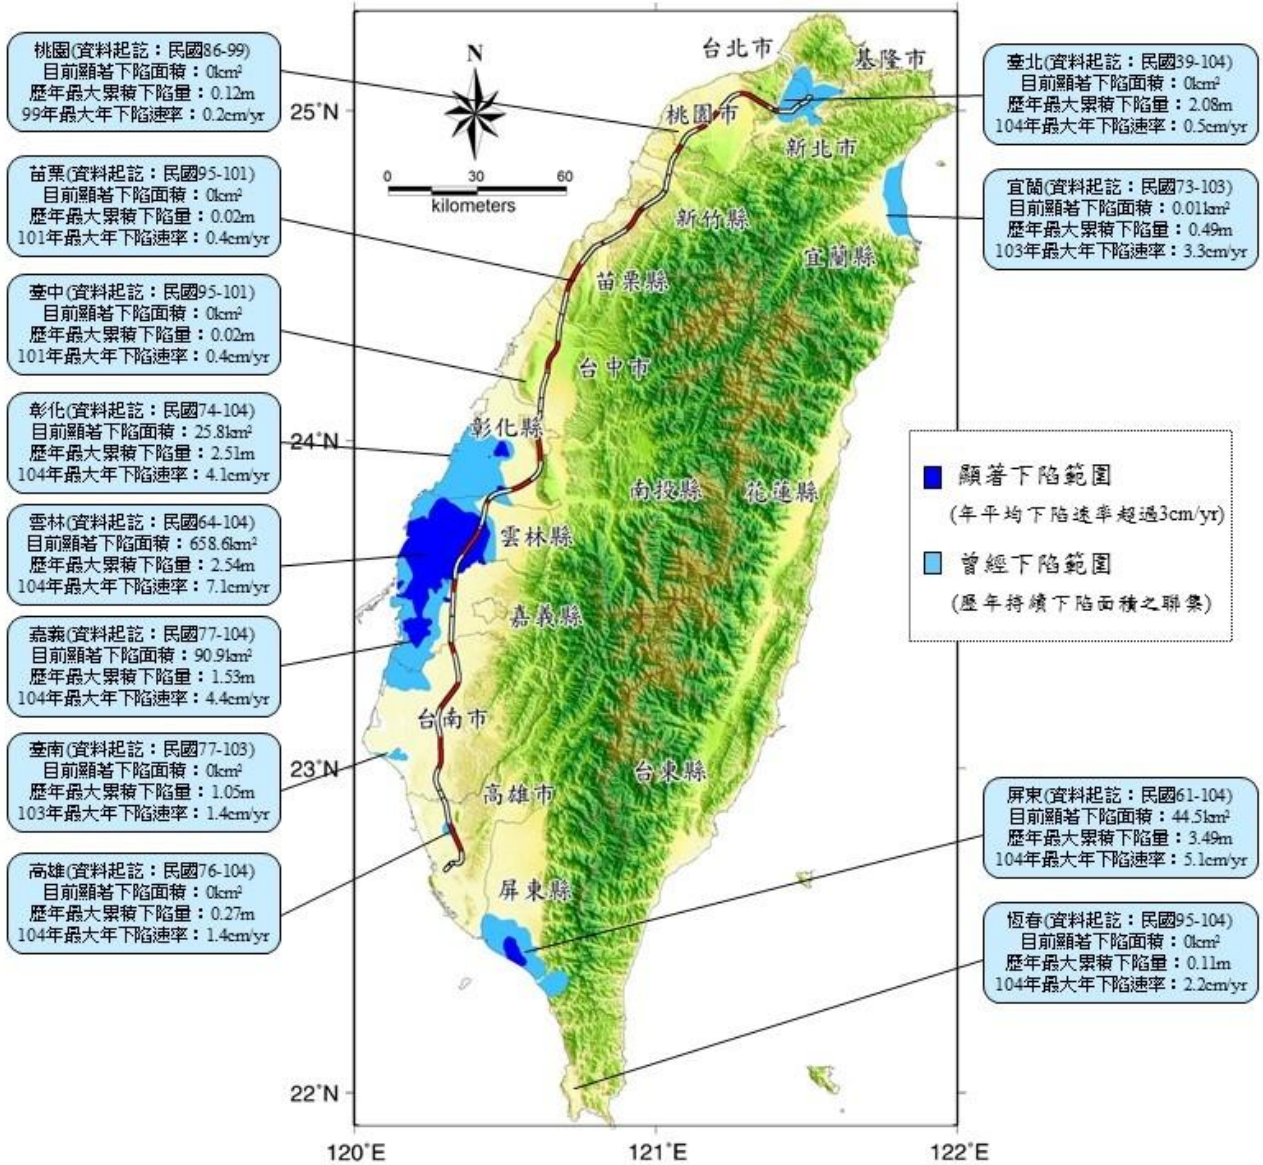 桃園(資料起訖：民國86-99)
目前顯著下陷面積：0km²
歷年最大累積下陷量：0.12m
99年最大年下陷速率：0.2cm/yr
苗栗(資料起訖：民國95-101)
目前顯著下陷面積：0km²
歷年最大累積下陷量：0.02m
101年最大年下陷速率：0.4cm/yr
臺中(資料起訖：民國95-101)
目前顯著下陷面積：0km²
歷年最大累積下陷量：0.02m
101年最大年下陷速率：0.4cm/yr
彰化(資料起訖：民國74-104)
目前顯著下陷面積：25.8km²
歷年最大累積下陷量：2.51m
104年最大年下陷速率：4.1cm/yr
雲林(資料起訖：民國64-104)
目前顯著下陷面積：658.6km²
歷年最大累積下陷量：2.54m
104年最大年下陷速率：7.1cm/yr
嘉義(資料起訖：民國77-104)
目前顯著下陷面積：90.9km²
歷年最大累積下陷量：1.53m
104年最大年下陷速率：4.4cm/yr
臺南(資料起訖：民國77-103)
目前顯著下陷面積：0km²
歷年最大累積下陷量：1.05m
103年最大年下陷速率：1.4cm/yr
高雄(資料起訖：民國76-104)
目前顯著下陷面積：0km²
歷年最大累積下陷量：0.27m
104年最大年下陷速率：1.4cm/yr
N
0 30 60
kilometers
25°N
24°N
23°N
22°N
120°E
121°E
122°E
台北市
基隆市
桃園市
新北市
新竹縣
宜蘭縣
苗栗縣
台中市
彰化縣
南投縣
花蓮縣
雲林縣
嘉義縣
台南市
台東縣
高雄市
屏東縣
臺北(資料起訖：民國39-104)
目前顯著下陷面積：0km²
歷年最大累積下陷量：2.08m
104年最大年下陷速率：0.5cm/yr
宜蘭(資料起訖：民國73-103)
目前顯著下陷面積：0.01km²
歷年最大累積下陷量：0.49m
103年最大年下陷速率：3.3cm/yr
顯著下陷範圍
(年平均下陷速率超過3cm/yr)
曾經下陷範圍
(歷年持續下陷面積之聯集)
屏東(資料起訖：民國61-104)
目前顯著下陷面積：44.5km²
歷年最大累積下陷量：3.49m
104年最大年下陷速率：5.1cm/yr
恆春(資料起訖：民國95-104)
目前顯著下陷面積：0km²
歷年最大累積下陷量：0.11m
104年最大年下陷速率：2.2cm/yr